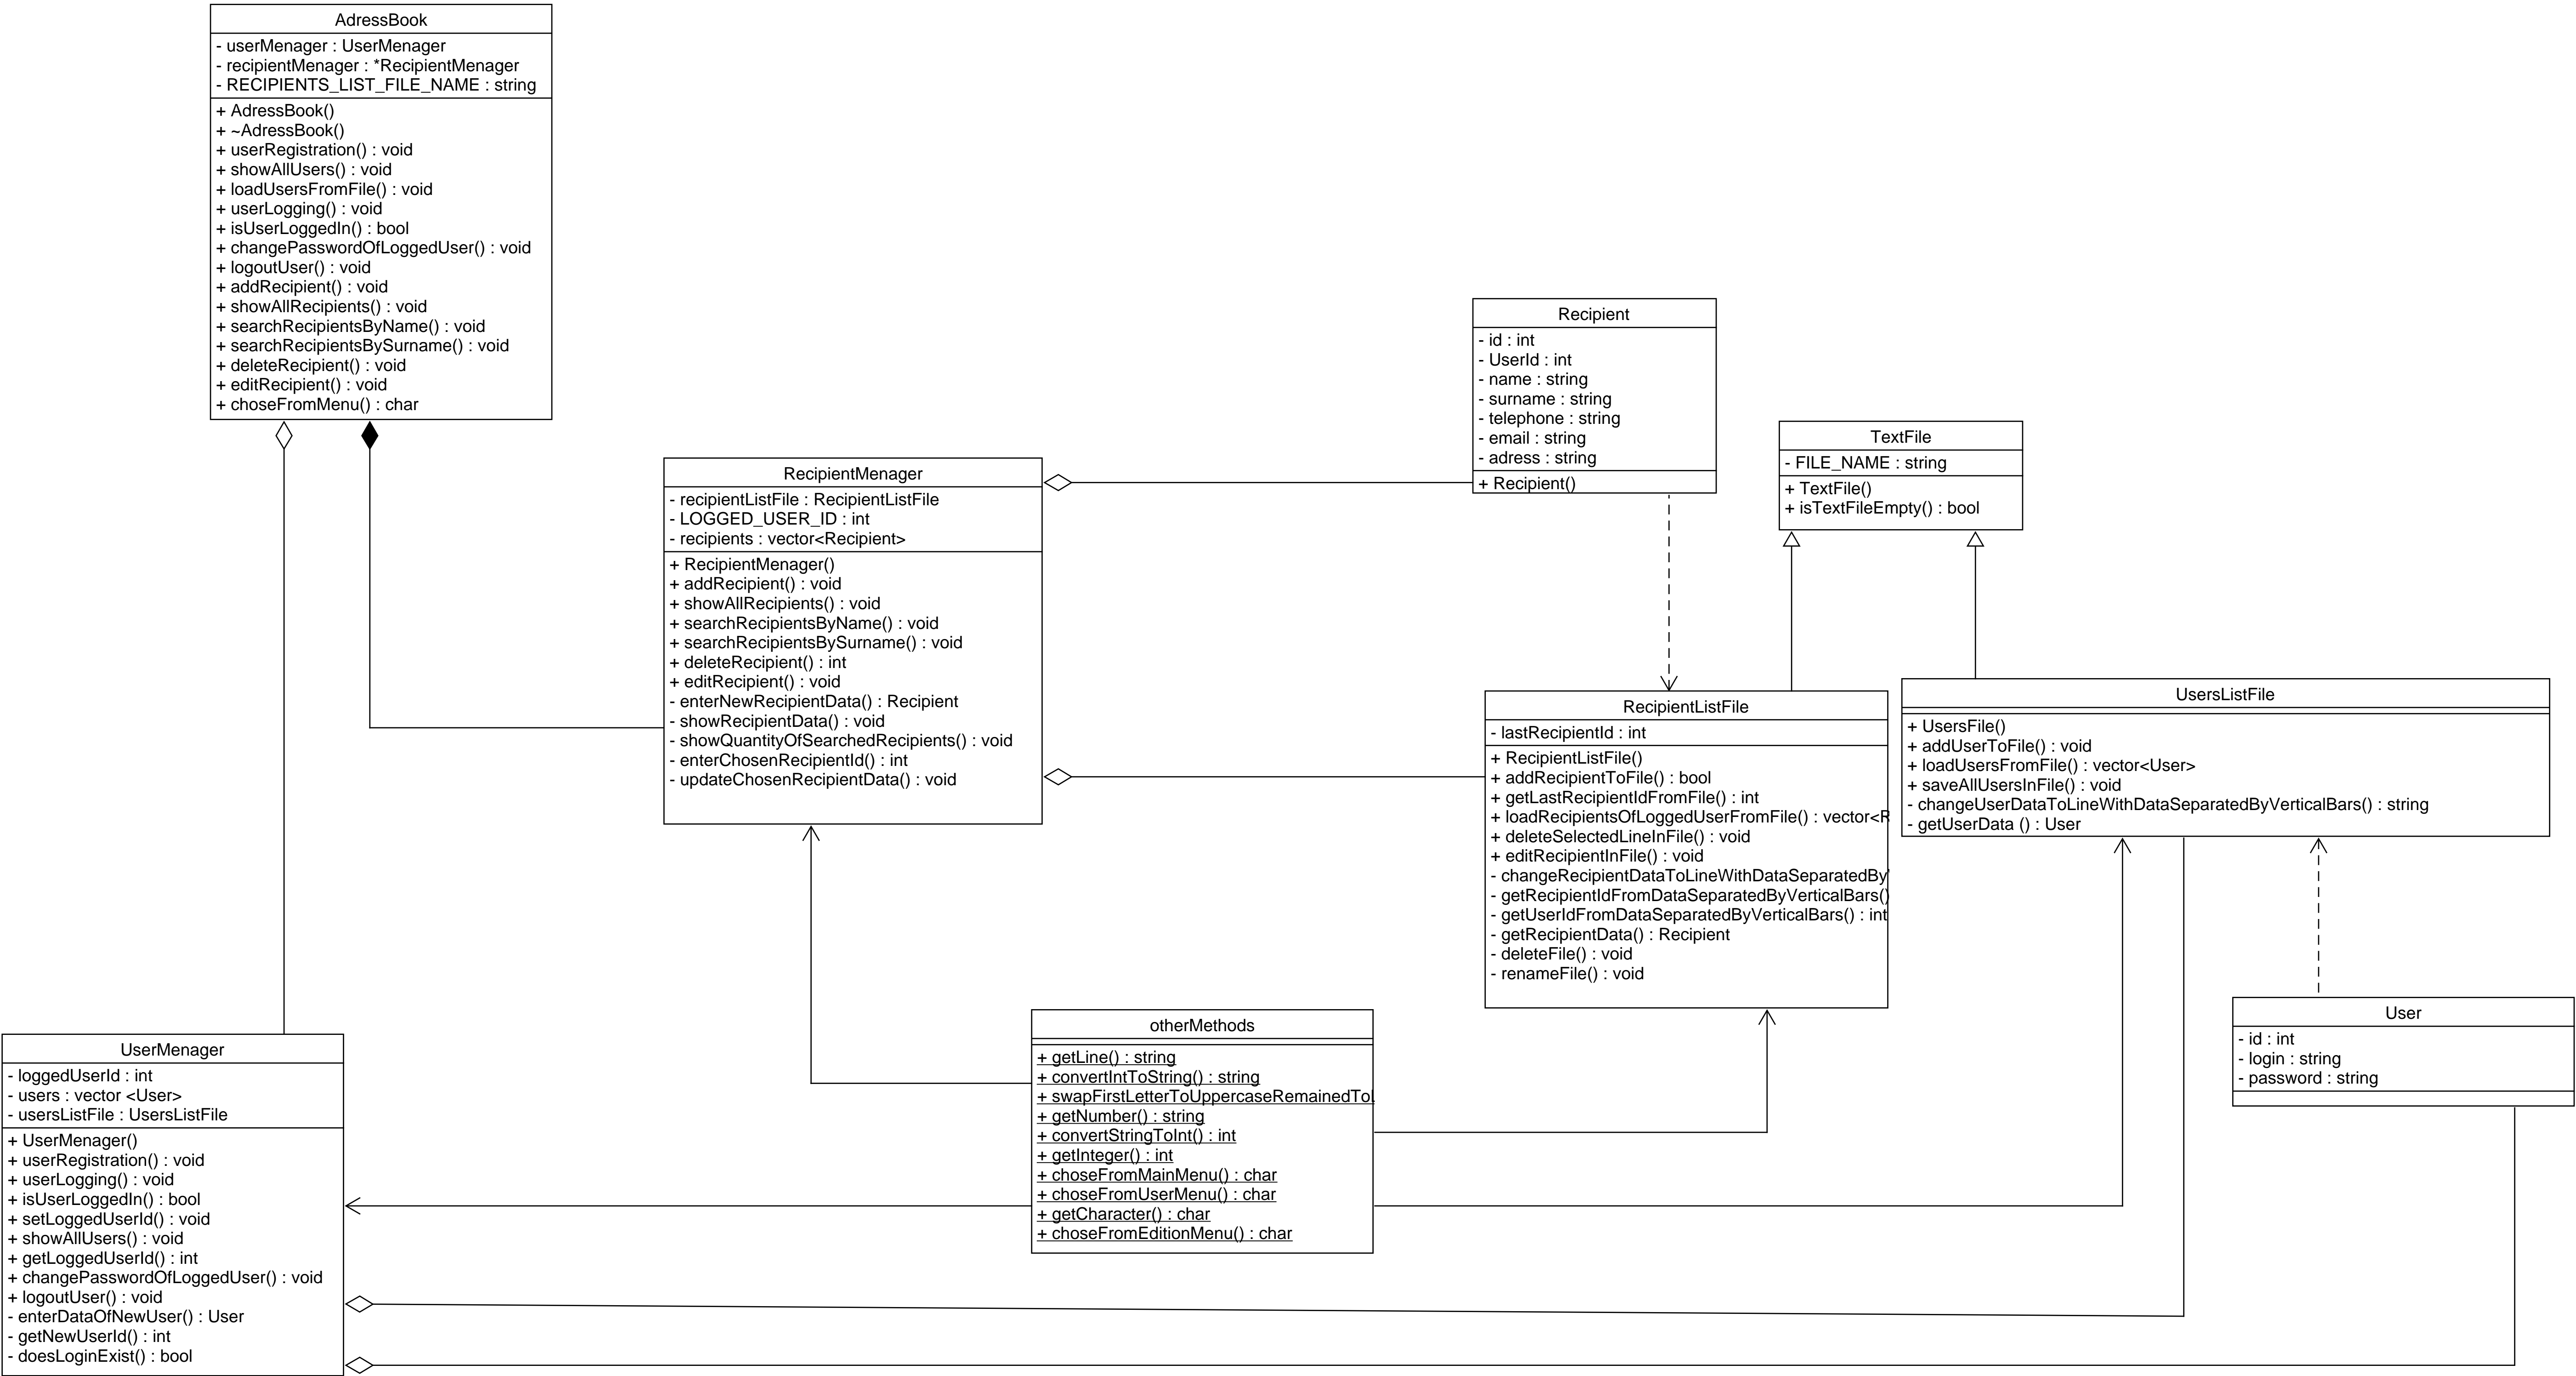 AdressBook
- userMenager : UserMenager
- recipientMenager : *RecipientMenager
- RECIPIENTS_LIST_FILE_NAME : string
+ AdressBook()
+ ~AdressBook()
+ userRegistration() : void
+ showAllUsers() : void
+ loadUsersFromFile() : void
+ userLogging() : void
+ isUserLoggedIn() : bool
+ changePasswordOfLoggedUser() : void
+ logoutUser() : void
+ addRecipient() : void
+ showAllRecipients() : void
+ searchRecipientsByName() : void
+ searchRecipientsBySurname() : void
+ deleteRecipient() : void
+ editRecipient() : void
+ choseFromMenu() : char
RecipientMenager
- recipientListFile : RecipientListFile
- LOGGED_USER_ID : int
- recipients : vector<Recipient>
+ RecipientMenager()
+ addRecipient() : void
+ showAllRecipients() : void
+ searchRecipientsByName() : void
+ searchRecipientsBySurname() : void
+ deleteRecipient() : int
+ editRecipient() : void
- enterNewRecipientData() : Recipient
- showRecipientData() : void
- showQuantityOfSearchedRecipients() : void
- enterChosenRecipientId() : int
- updateChosenRecipientData() : void
Recipient
- id : int
- UserId : int
- name : string
- surname : string
- telephone : string
- email : string
- adress : string
+ Recipient()
TextFile
- FILE_NAME : string
+ TextFile()
+ isTextFileEmpty() : bool
RecipientListFile
- lastRecipientId : int
+ RecipientListFile()
+ addRecipientToFile() : bool
+ getLastRecipientIdFromFile() : int
+ loadRecipientsOfLoggedUserFromFile() : vector<R
+ deleteSelectedLineInFile() : void
+ editRecipientInFile() : void
- changeRecipientDataToLineWithDataSeparatedBy
- getRecipientIdFromDataSeparatedByVerticalBars()
- getUserIdFromDataSeparatedByVerticalBars() : int
- getRecipientData() : Recipient
- deleteFile() : void
- renameFile() : void
UsersListFile
+ UsersFile()
+ addUserToFile() : void
+ loadUsersFromFile() : vector<User>
+ saveAllUsersInFile() : void
- changeUserDataToLineWithDataSeparatedByVerticalBars() : string
- getUserData () : User
User
- id : int
- login : string
- password : string
otherMethods
+ getLine() : string
+ convertIntToString() : string
+ swapFirstLetterToUppercaseRemainedToL
+ getNumber() : string
+ convertStringToInt() : int
+ getInteger() : int
+ choseFromMainMenu() : char
+ choseFromUserMenu() : char
+ getCharacter() : char
+ choseFromEditionMenu() : char
UserMenager
- loggedUserId : int
- users : vector <User>
- usersListFile : UsersListFile
+ UserMenager()
+ userRegistration() : void
+ userLogging() : void
+ isUserLoggedIn() : bool
+ setLoggedUserId() : void
+ showAllUsers() : void
+ getLoggedUserId() : int
+ changePasswordOfLoggedUser() : void
+ logoutUser() : void
- enterDataOfNewUser() : User
- getNewUserId() : int
- doesLoginExist() : bool